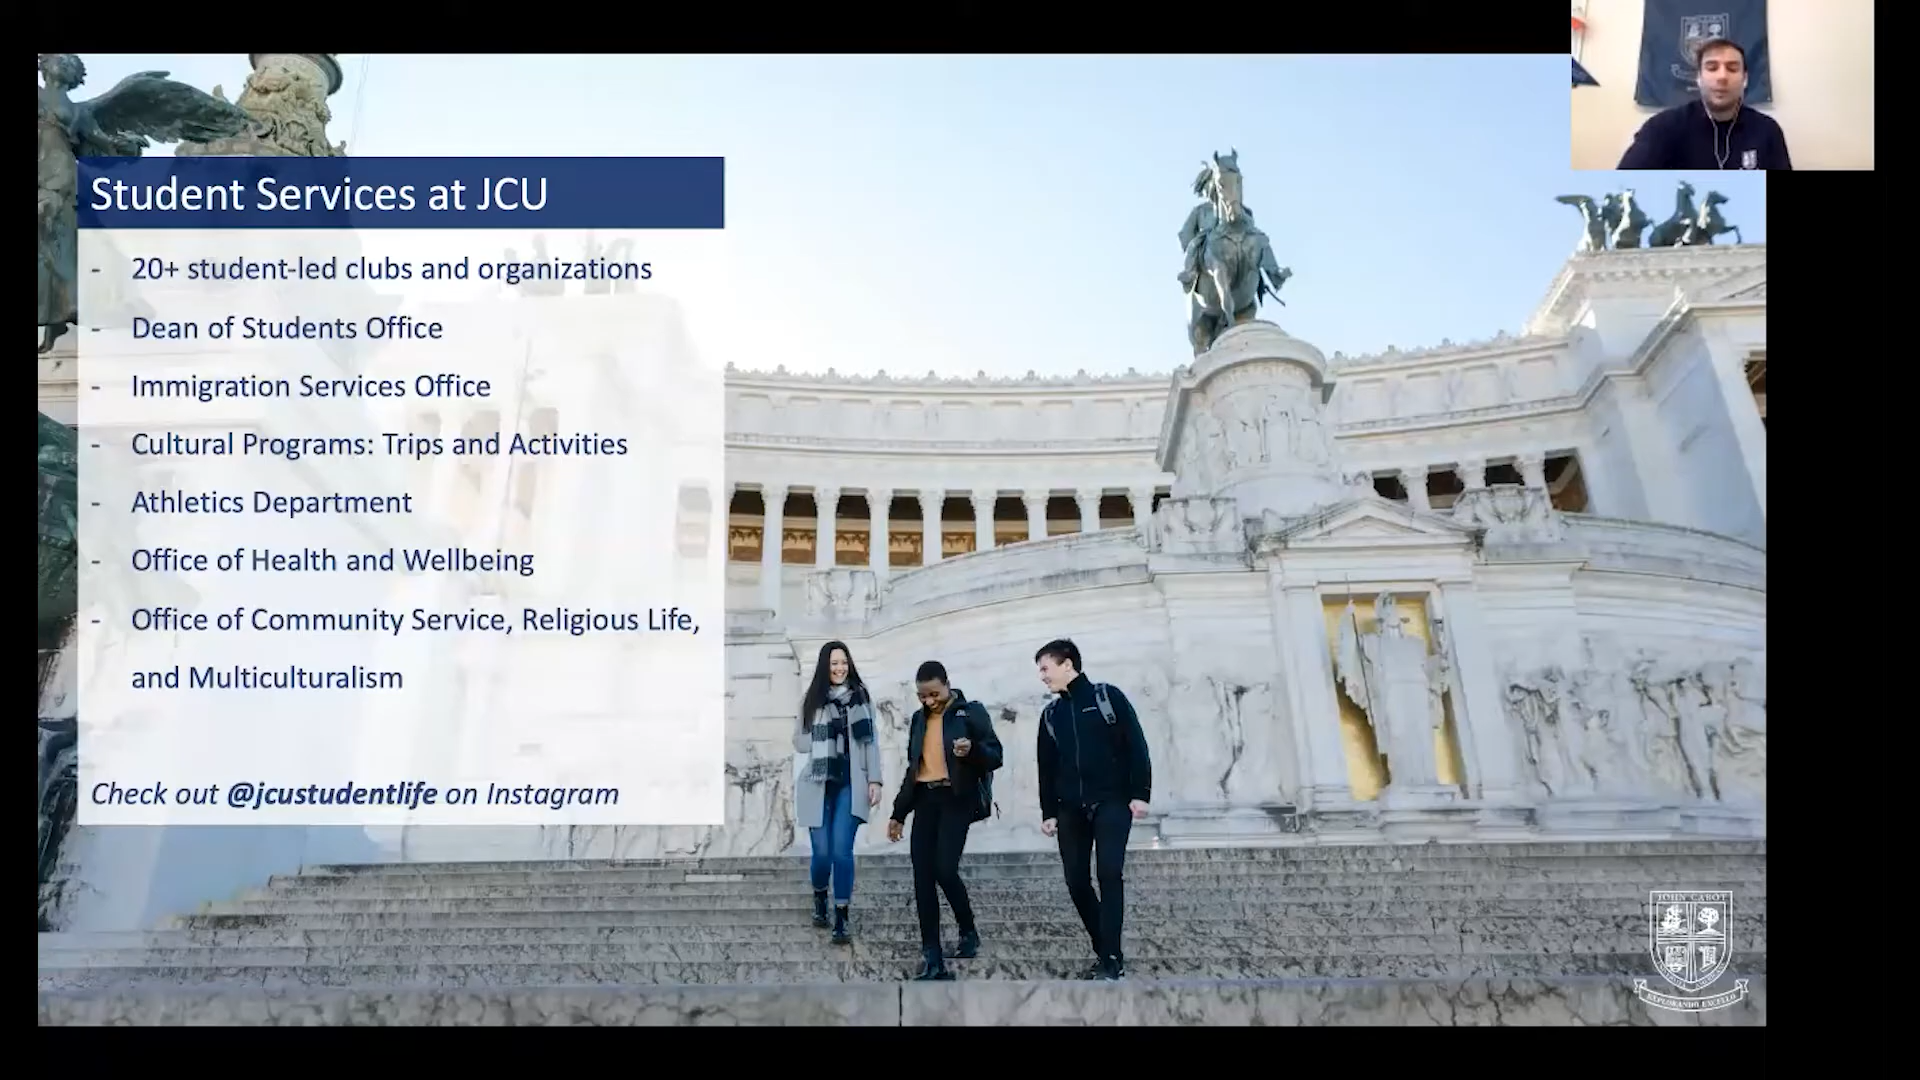 Student Services at JCU
- 20+ student-led clubs and organizations
- Dean of Students Office
- Immigration Services Office
- Cultural Programs: Trips and Activities
- Athletics Department
- Office of Health and Wellbeing
- Office of Community Service, Religious Life,
and Multiculturalism
Check out @jcustudentlife on Instagram
JOHN CABOT
EXPLORANDO EXCELLO